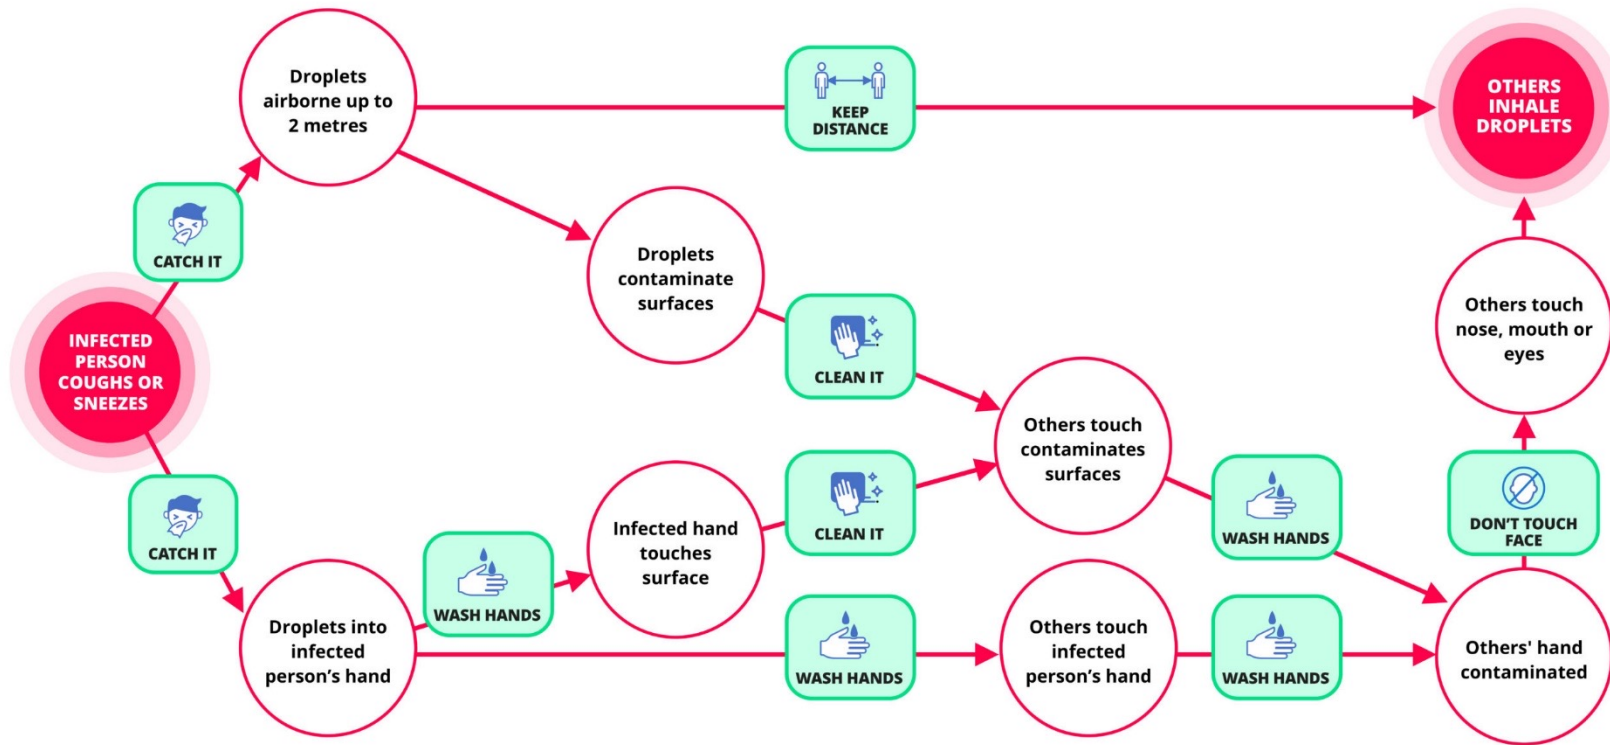 Droplets
airborne up to
2 metres
KEEP
DISTANCE
OTHERS
INHALE
DROPLETS
CATCH IT
Droplets
contaminate
surfaces
Others touch
nose, mouth or
eyes
INFECTED
PERSON
COUGHS OR
SNEEZES
CLEAN IT
Others touch
contaminates
surfaces
CATCH IT
Infected hand
touches
surface
CLEAN IT
WASH HANDS
DON'T TOUCH
FACE
WASH HANDS
Droplets into
infected
person's hand
WASH HANDS
Others touch
infected
person's hand
WASH HANDS
Others' hand
contaminated